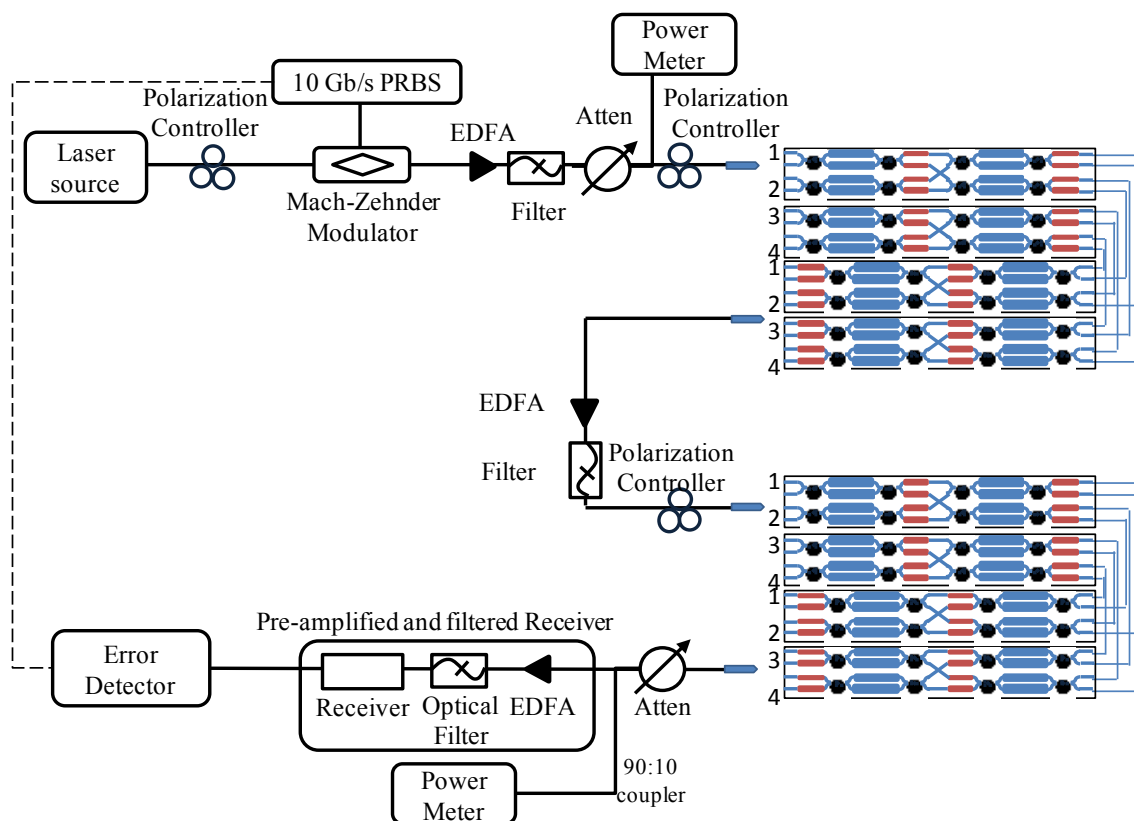 Power
Meter
10 Gb/s PRBS
Polarization
Controller
Polarization
Controller
EDFA
Atten
Laser
source
Filter
Mach-Zehnder
Modulator
1
2
3
4
1
2
3
4
EDFA
Filter
Polarization
Controller
1
2
3
4
1
2
3
4
Pre-amplified and filtered Receiver
Error
Detector
Receiver
Optical
Filter
EDFA
Atten
90:10
coupler
Power
Meter